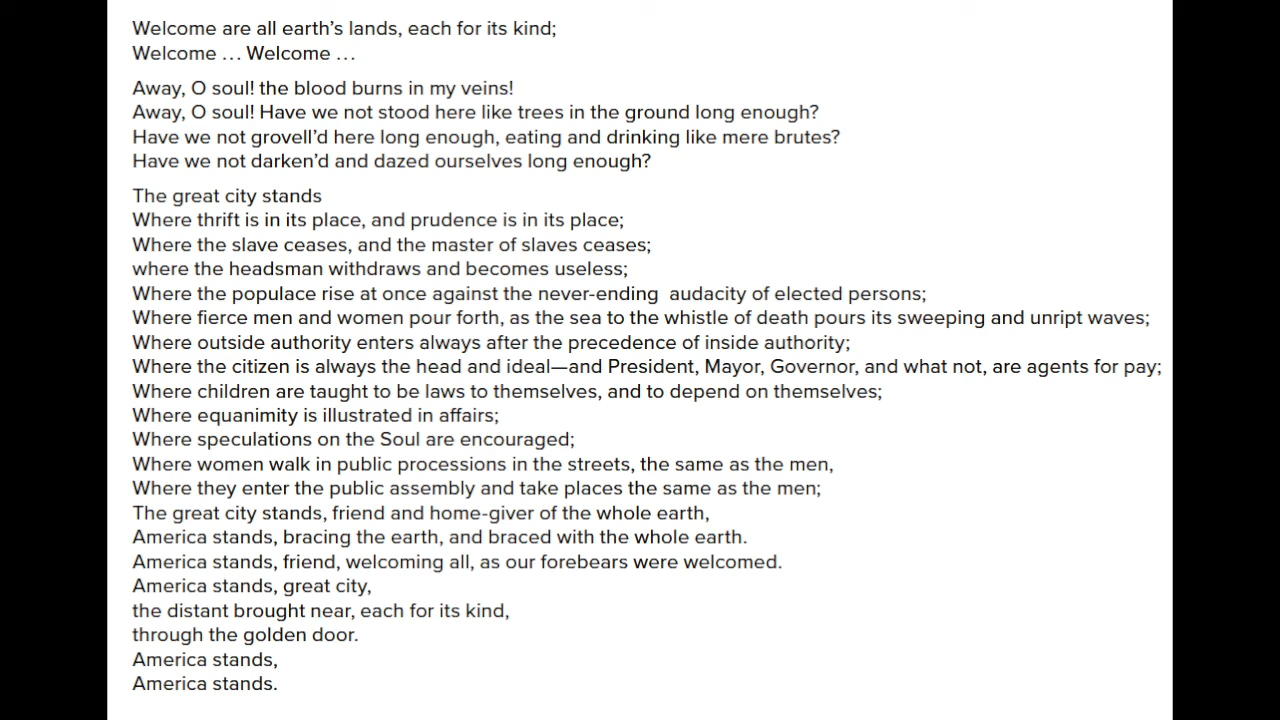 Welcome are all earth’s lands, each for its kind;
Welcome … Welcome …
Away, O soul! the blood burns in my veins!
Away, O soul! Have we not stood here like trees in the ground long enough?
Have we not grovell’d here long enough, eating and drinking like mere brutes?
Have we not darken’d and dazed ourselves long enough?
The great city stands
Where thrift is in its place, and prudence is in its place;
Where the slave ceases, and the master of slaves ceases;
where the headsman withdraws and becomes useless;
Where the populace rise at once against the never-ending  audacity of elected persons;
Where fierce men and women pour forth, as the sea to the whistle of death pours its sweeping and unript waves;
Where outside authority enters always after the precedence of inside authority;
Where the citizen is always the head and ideal—and President, Mayor, Governor, and what not, are agents for pay;
Where children are taught to be laws to themselves, and to depend on themselves;
Where equanimity is illustrated in affairs;
Where speculations on the Soul are encouraged;
Where women walk in public processions in the streets, the same as the men,
Where they enter the public assembly and take places the same as the men;
The great city stands, friend and home-giver of the whole earth,
America stands, bracing the earth, and braced with the whole earth.
America stands, friend, welcoming all, as our forebears were welcomed.
America stands, great city,
the distant brought near, each for its kind,
through the golden door.
America stands,
America stands.